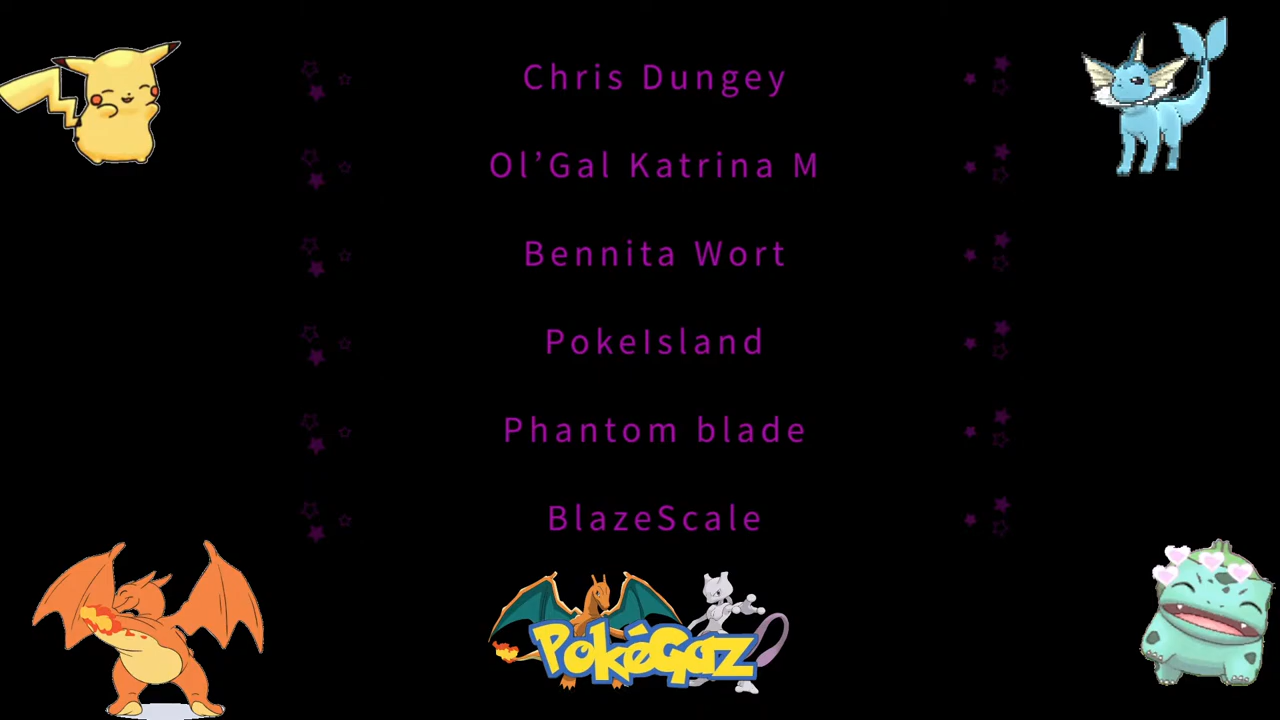 Chris Dungey
Ol’Gal Katrina M
Bennita Wort
PokeIsland
Phantom blade
BlazeScale
PokéGaz